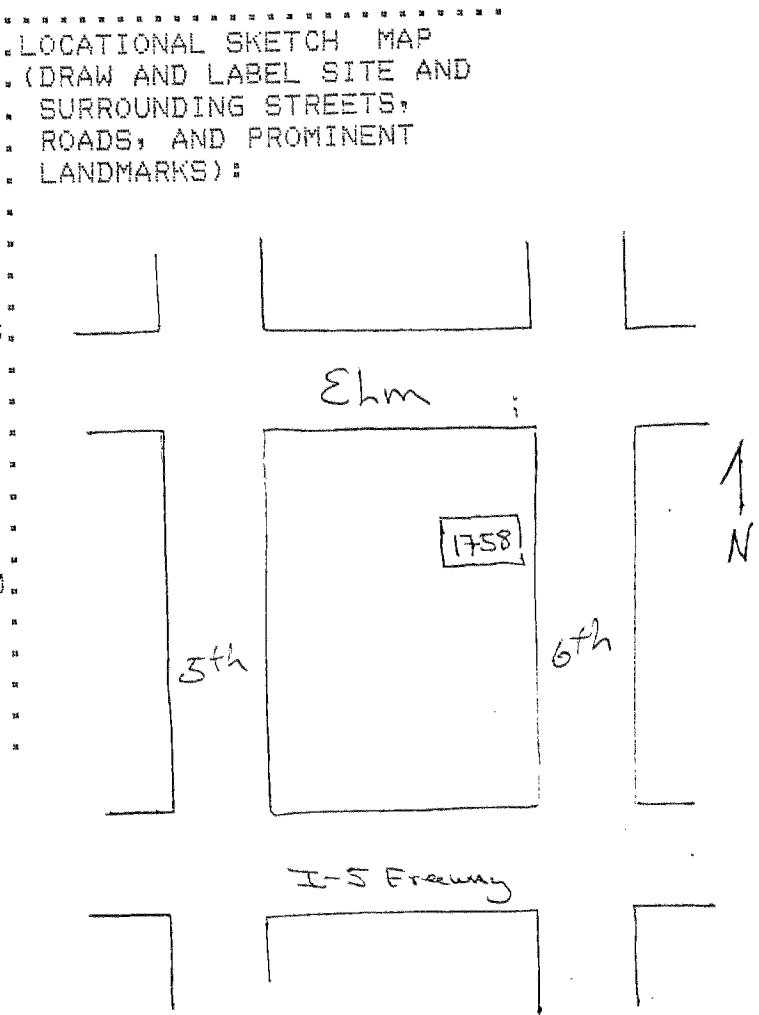 LOCATIONAL SKETCH MAP
(DRAW AND LABEL SITE AND
SURROUNDING STREETS,
ROADS, AND PROMINENT
LANDMARKS):
Elm
1758
N
5th
6th
I-5 Freeway